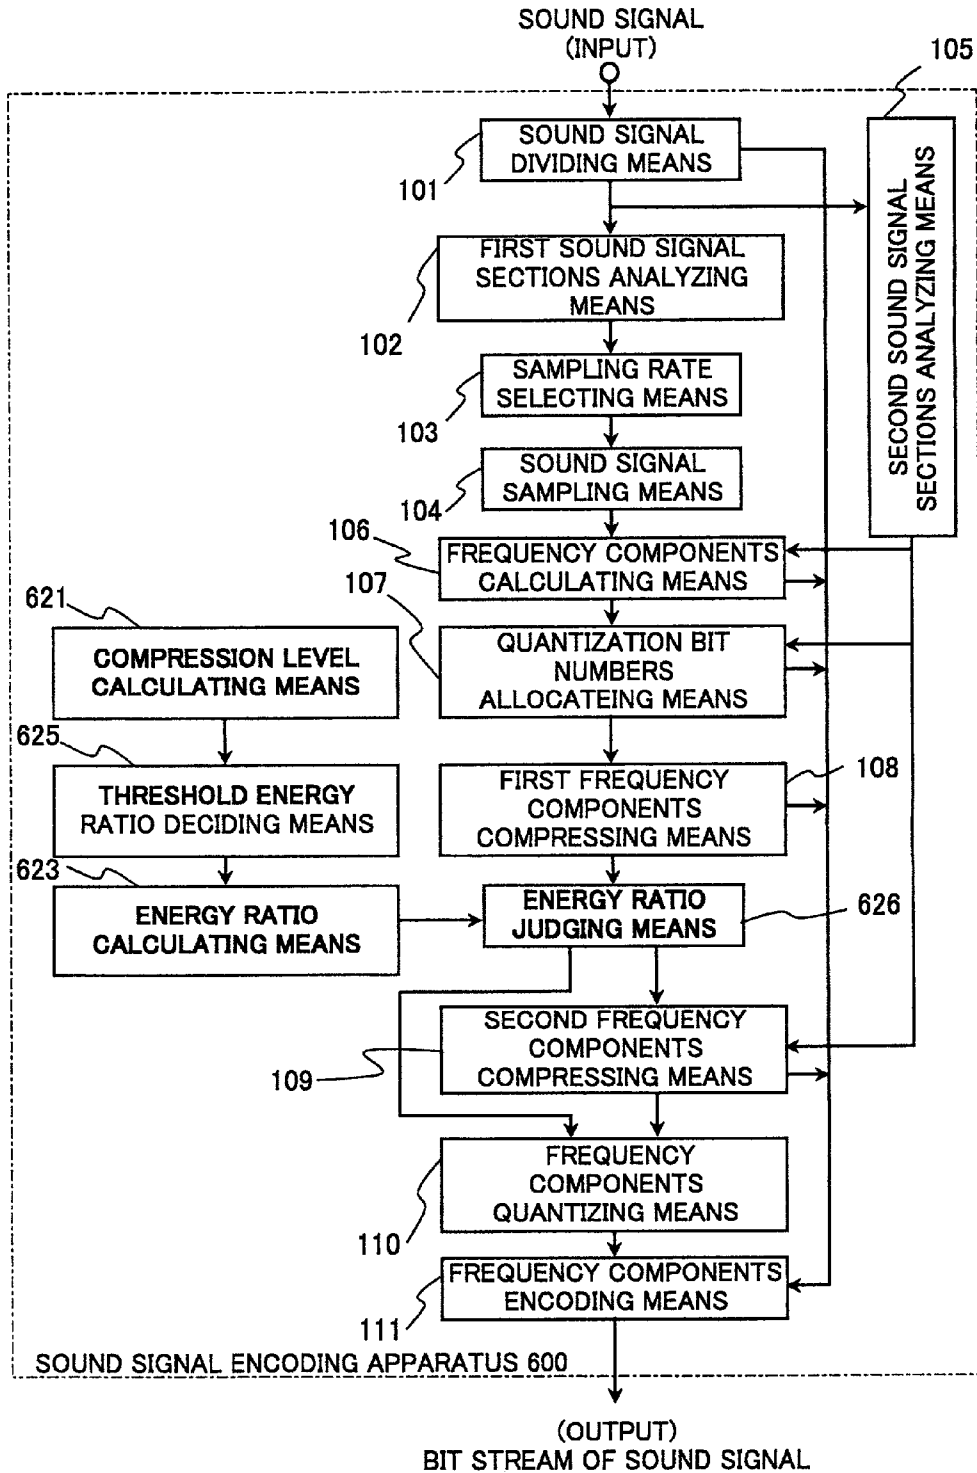 SOUND SIGNAL
(INPUT)
105
SOUND SIGNAL
DIVIDING MEANS
101
SECOND SOUND SIGNAL
SECTIONS ANALYZING MEANS
FIRST SOUND SIGNAL
SECTIONS ANALYZING
MEANS
102
SAMPLING RATE
SELECTING MEANS
103
SOUND SIGNAL
SAMPLING MEANS
104
106
FREQUENCY COMPONENTS
CALCULATING MEANS
621
107
COMPRESSION LEVEL
CALCULATING MEANS
QUANTIZATION BIT
NUMBERS
ALLOCATEING MEANS
625
THRESHOLD ENERGY
RATIO DECIDING MEANS
FIRST FREQUENCY
COMPONENTS
COMPRESSING MEANS
108
623
ENERGY RATIO
CALCULATING MEANS
ENERGY RATIO
JUDGING MEANS
626
SECOND FREQUENCY
COMPONENTS
COMPRESSING MEANS
109
FREQUENCY
COMPONENTS
QUANTIZING MEANS
110
FREQUENCY COMPONENTS
ENCODING MEANS
111
SOUND SIGNAL ENCODING APPARATUS 600
(OUTPUT)
BIT STREAM OF SOUND SIGNAL